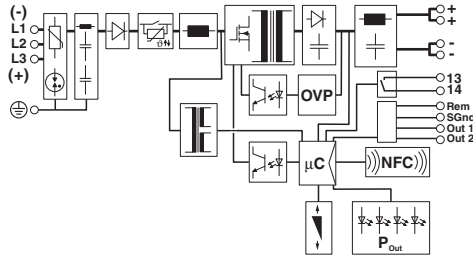 (-)
L1
L2
L3
(+)
ϑ
+
+
-
-
OVP
13
14
Rem
SGnd
Out 1
Out 2
µC
NFC
P Out